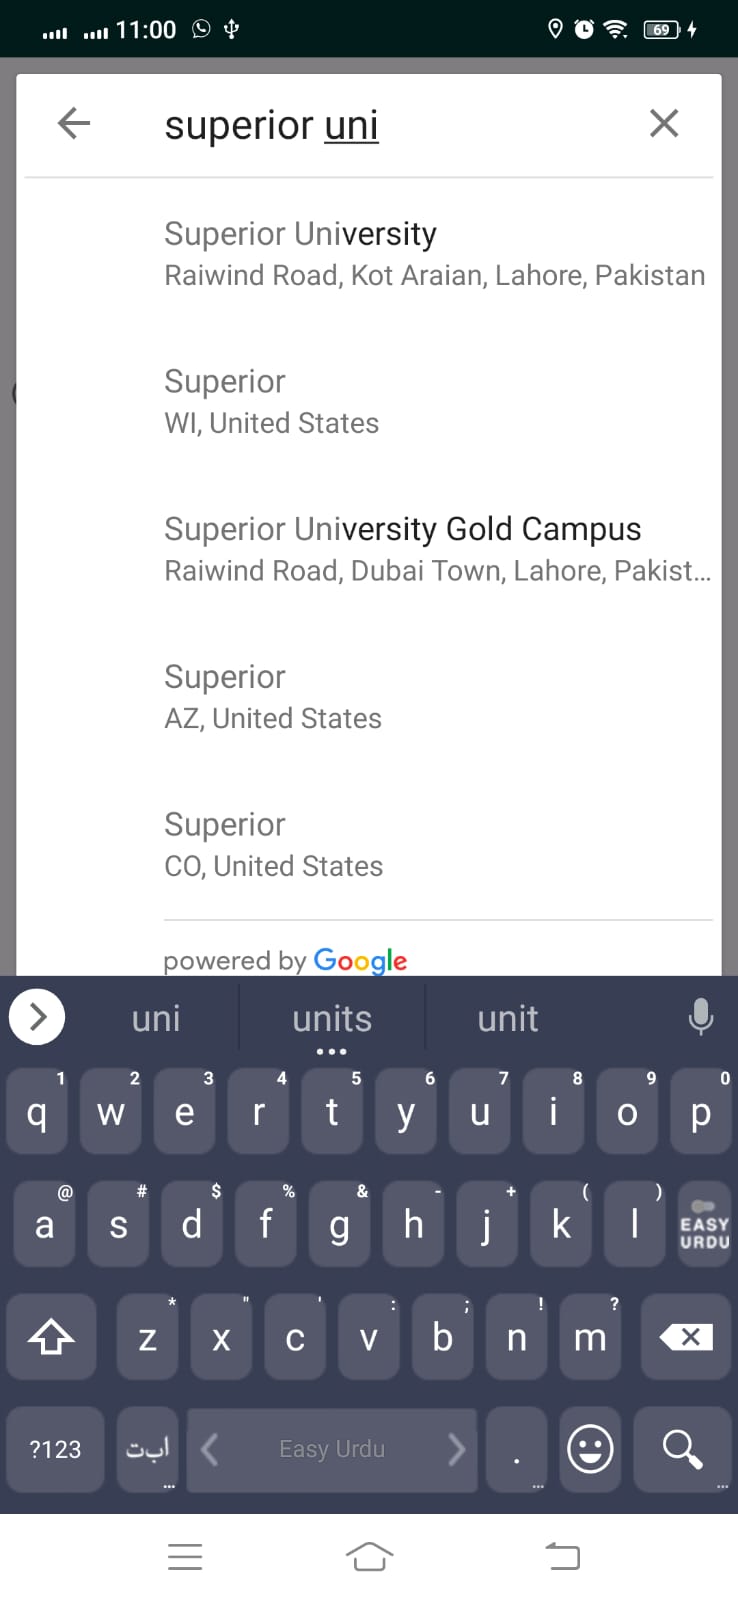 11:00
69
superior uni
Superior University
Raiwind Road, Kot Araian, Lahore, Pakistan
Superior
WI, United States
Superior University Gold Campus
Raiwind Road, Dubai Town, Lahore, Pakist...
Superior
AZ, United States
Superior
CO, United States
powered by Google
uni units unit
...
1 2 3 4 5 6 7 8 9 0
q w e r t y u i o p
@ # $ % & - + ( )
a s d f g h j k l EASY URDU
* " ' : ; ! ?
z x c v b n m
?123 ابت Easy Urdu .